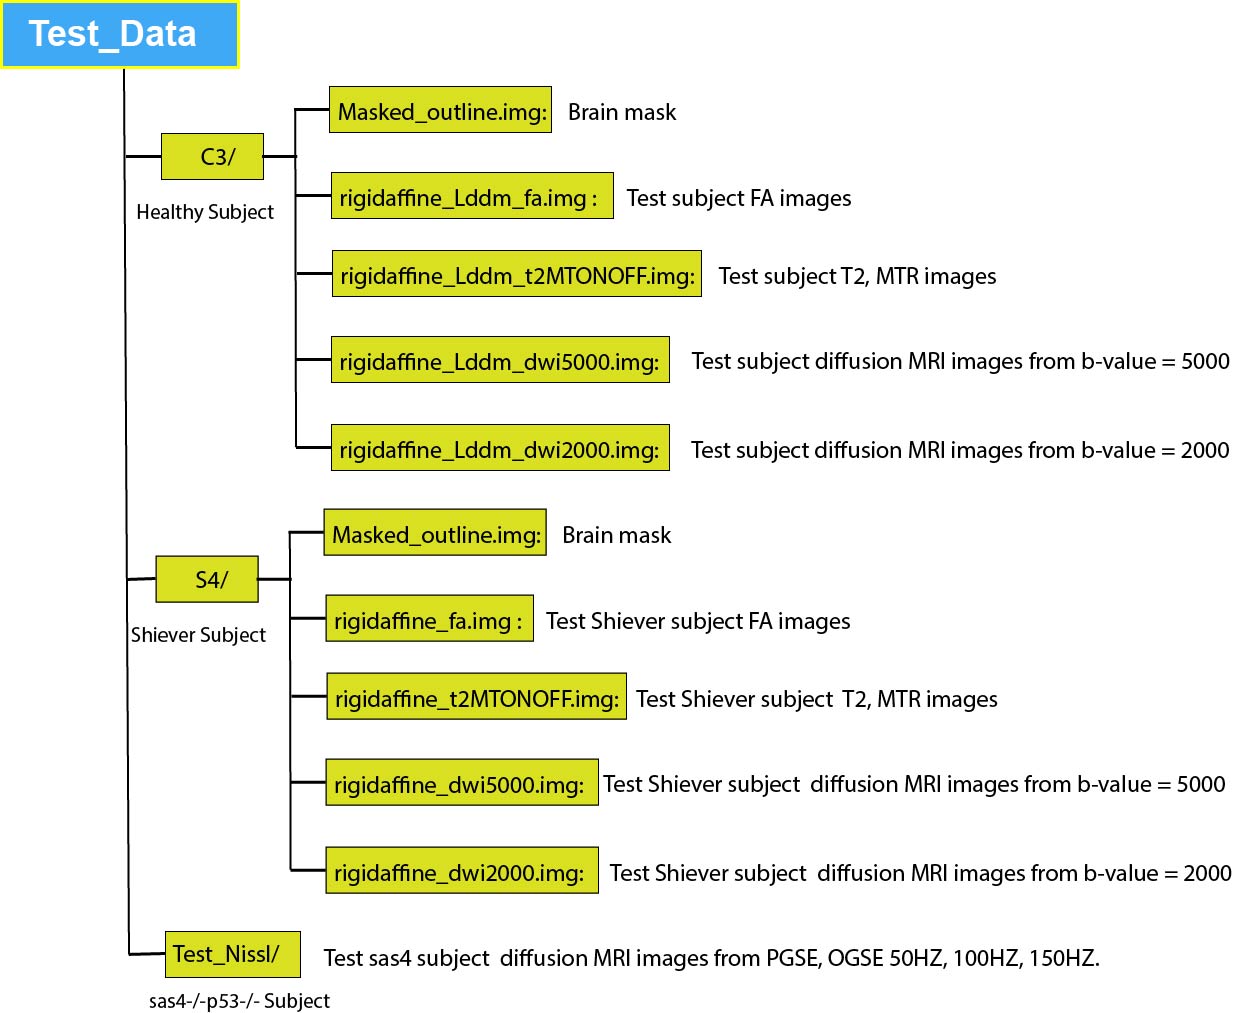 Test_Data
Masked_outline.img: Brain mask
C3/
Healthy Subject
rigidaffine_Lddm_fa.img : Test subject FA images
rigidaffine_Lddm_t2MTONOFF.img: Test subject T2, MTR images
rigidaffine_Lddm_dwi5000.img: Test subject diffusion MRI images from b-value = 5000
rigidaffine_Lddm_dwi2000.img: Test subject diffusion MRI images from b-value = 2000
Masked_outline.img: Brain mask
S4/
Shiever Subject
rigidaffine_fa.img : Test Shiever subject FA images
rigidaffine_t2MTONOFF.img: Test Shiever subject T2, MTR images
rigidaffine_dwi5000.img: Test Shiever subject diffusion MRI images from b-value = 5000
rigidaffine_dwi2000.img: Test Shiever subject diffusion MRI images from b-value = 2000
Test_Nissl/ Test sas4 subject diffusion MRI images from PGSE, OGSE 50HZ, 100HZ, 150HZ.
sas4-/-p53-/- Subject